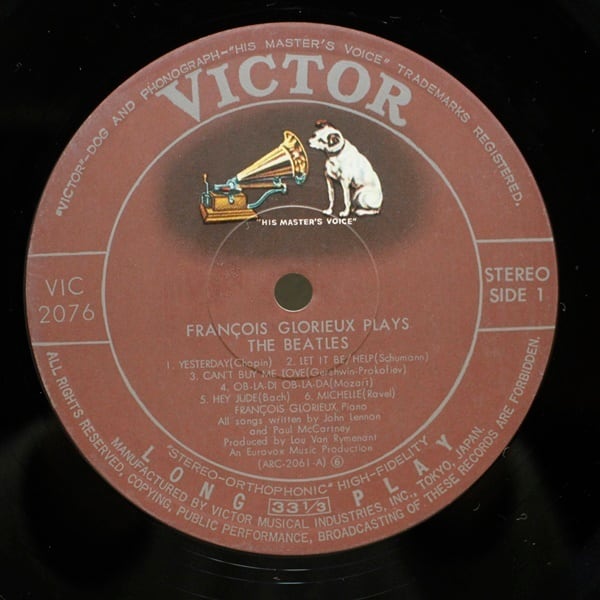 "VICTOR"-DOG AND PHONOGRAPH-"HIS MASTER'S VOICE" TRADEMARKS REGISTERED.
VICTOR
"HIS MASTER'S VOICE"
VIC
2076
STEREO
SIDE 1
FRANÇOIS GLORIEUX PLAYS
THE BEATLES
1. YESTERDAY(Chopin) 2. LET IT BE/HELP(Schumann)
3. CAN'T BUY ME LOVE(Gershwin-Prokofiev)
4. OB-LA-DI OB-LA-DA(Mozart)
5. HEY JUDE(Bach) 6. MICHELLE(Ravel)
FRANÇOIS GLORIEUX, Piano
All songs written by John Lennon
and Paul McCartney
Produced by Lou Van Rymenant
An Eurovox Music Production
(ARC-2061-A) ⑥
"STEREO-ORTHOPHONIC" HIGH-FIDELITY
LONG 33 1/3 PLAY
MANUFACTURED BY VICTOR MUSICAL INDUSTRIES, INC., TOKYO, JAPAN.
ALL RIGHTS RESERVED, COPYING, PUBLIC PERFORMANCE, BROADCASTING OF THESE RECORDS ARE FORBIDDEN.